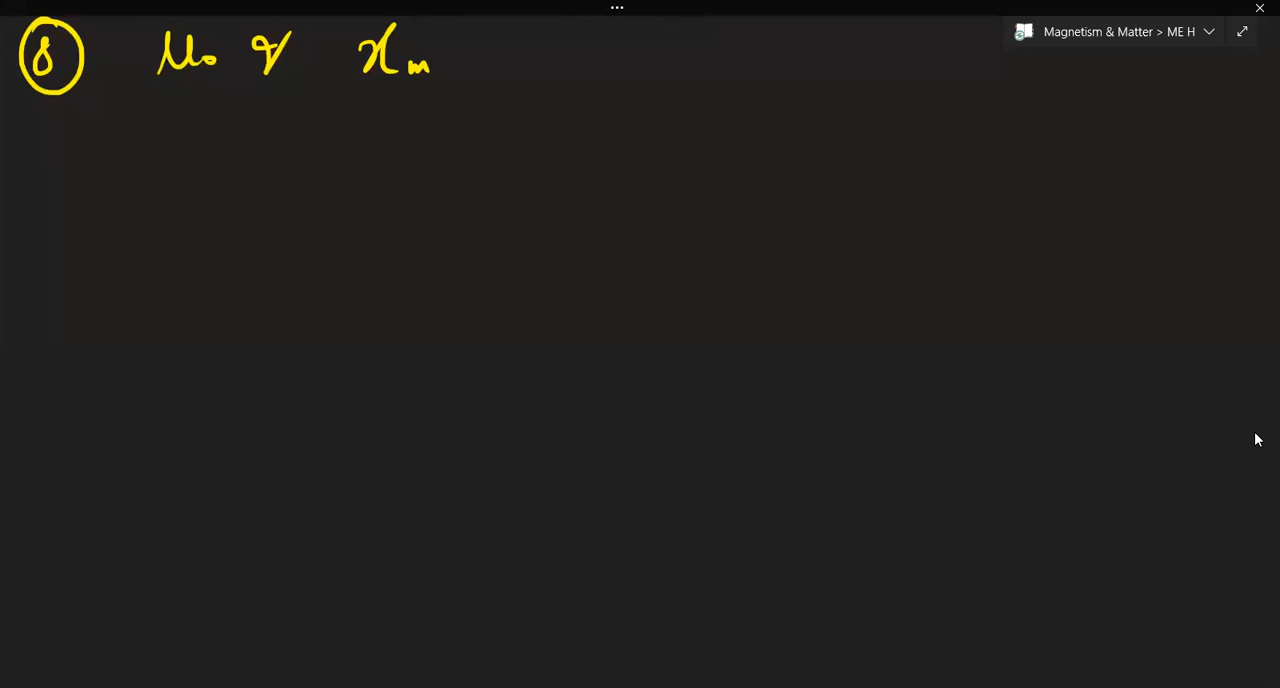 Magnetism & Matter > ME H
⑧ μ₀ & χₘ